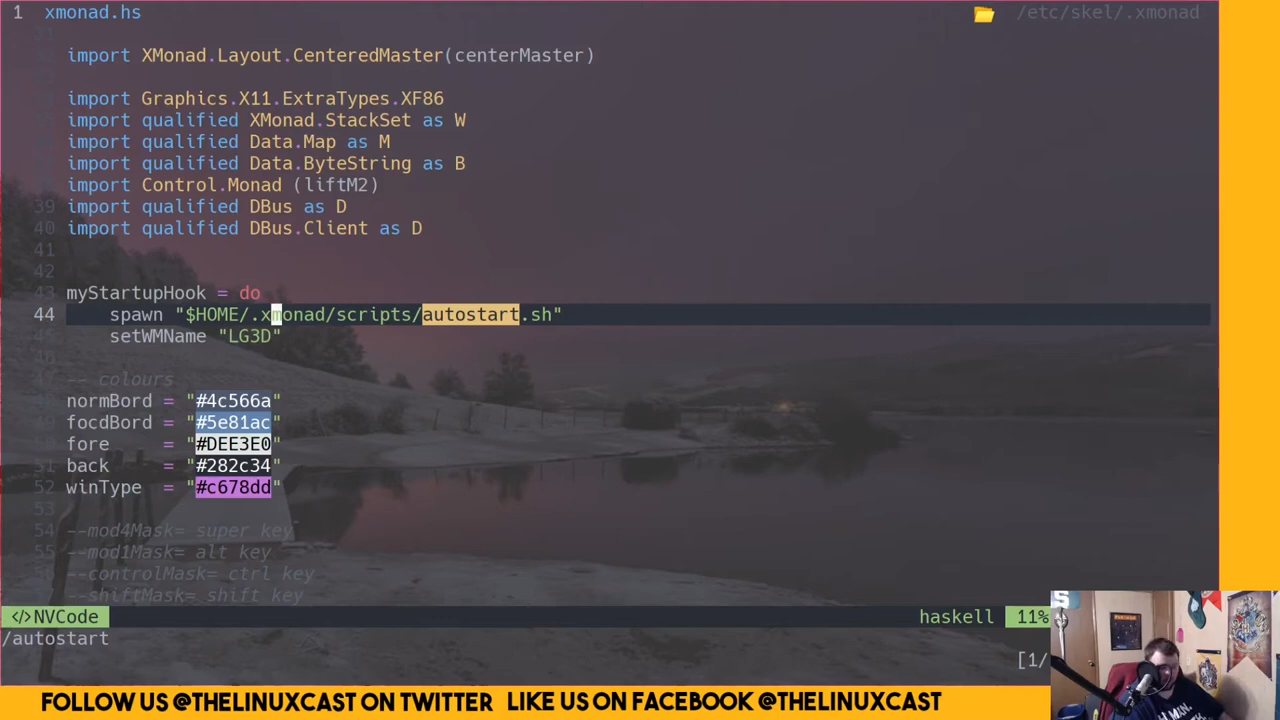 1 xmonad.hs /etc/skel/.xmonad
import XMonad.Layout.CenteredMaster(centerMaster)
import Graphics.X11.ExtraTypes.XF86
import qualified XMonad.StackSet as W
import qualified Data.Map as M
import qualified Data.ByteString as B
import Control.Monad (liftM2)
39 import qualified DBus as D
40 import qualified DBus.Client as D
41
42
43 myStartupHook = do
44 spawn "$HOME/.xmonad/scripts/autostart.sh"
45 setWMName "LG3D"
-- colours
normBord = "#4c566a"
focdBord = "#5e81ac"
fore = "#DEE3E0"
51 back = "#282c34"
52 winType = "#c678dd"
53
54 --mod4Mask= super key
55 --mod1Mask= alt key
56 --controlMask= ctrl key
--shiftMask= shift key
</>NVCode haskell 11%
/autostart
[1/
FOLLOW US @THELINUXCAST ON TWITTER LIKE US ON FACEBOOK @THELINUXCAST